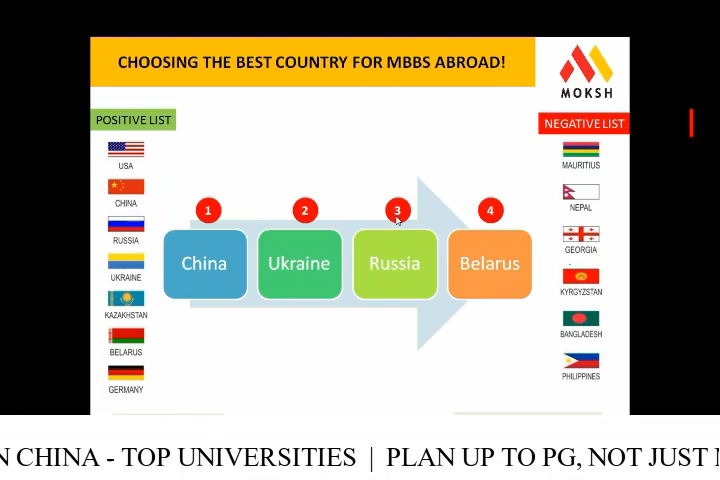 CHOOSING THE BEST COUNTRY FOR MBBS ABROAD!
MOKSH
POSITIVE LIST
USA
CHINA
RUSSIA
UKRAINE
KAZAKHSTAN
BELARUS
GERMANY
1
2
3
4
China
Ukraine
Russia
Belarus
NEGATIVE LIST
MAURITIUS
NEPAL
GEORGIA
KYRGYZSTAN
BANGLADESH
PHILIPPINES
N CHINA - TOP UNIVERSITIES | PLAN UP TO PG, NOT JUST